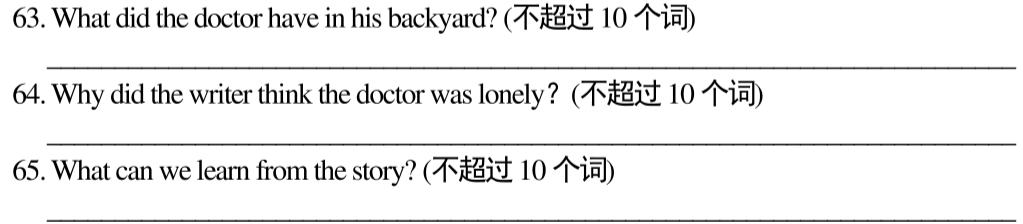 63. What did the doctor have in his backyard? (不超过 10 个词)
64. Why did the writer think the doctor was lonely? (不超过 10 个词)
65. What can we learn from the story? (不超过 10 个词)